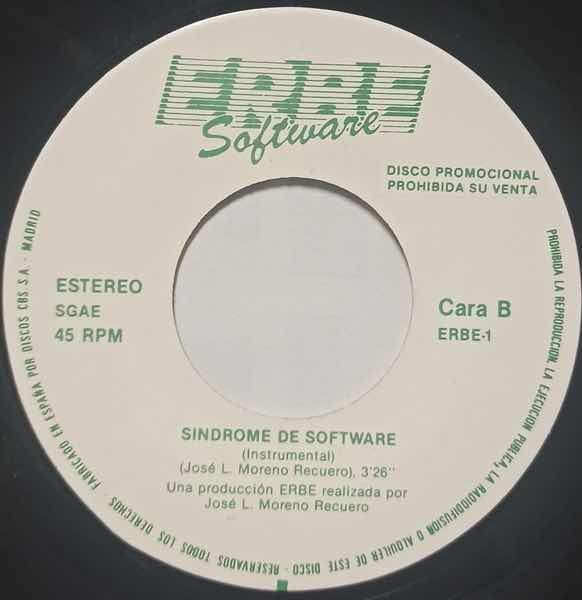 ERBE
Software
DISCO PROMOCIONAL
PROHIBIDA SU VENTA
ESTEREO
SGAE
45 RPM
Cara B
ERBE-1
SINDROME DE SOFTWARE
(Instrumental)
(José L. Moreno Recuero), 3'26"
Una producción ERBE realizada por
José L. Moreno Recuero
PROHIBIDA LA REPRODUCCION, LA EJECUCION PUBLICA, LA RADIODIFUSION O ALQUILER DE ESTE DISCO - RESERVADOS TODOS LOS DERECHOS - FABRICADO EN ESPAÑA POR DISCOS CBS S.A. - MADRID